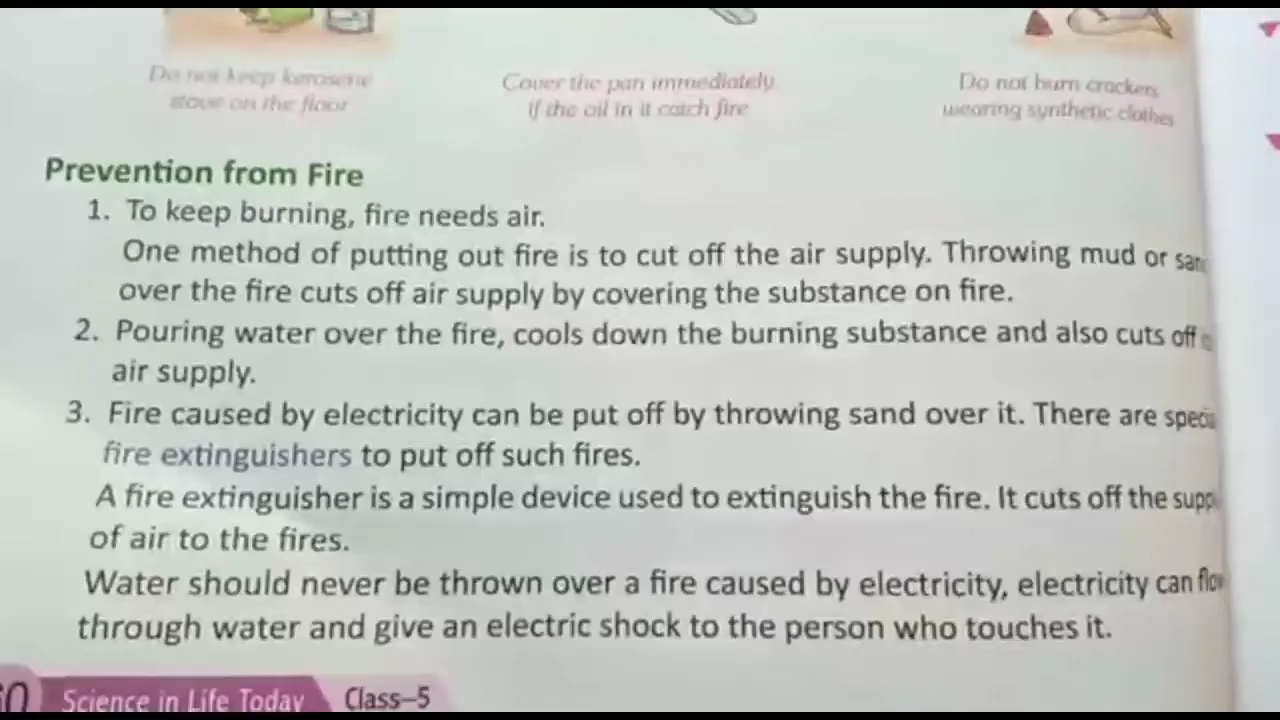 Do not keep kerosene
stove on the floor
Cover the pan immediately
if the oil in it catch fire
Do not burn crackers
wearing synthetic clothes
Prevention from Fire
1. To keep burning, fire needs air.
One method of putting out fire is to cut off the air supply. Throwing mud or
over the fire cuts off air supply by covering the substance on fire.
2. Pouring water over the fire, cools down the burning substance and also cuts off
air supply.
3. Fire caused by electricity can be put off by throwing sand over it. There are
fire extinguishers to put off such fires.
A fire extinguisher is a simple device used to extinguish the fire. It cuts off the
of air to the fires.
Water should never be thrown over a fire caused by electricity, electricity can
through water and give an electric shock to the person who touches it.
Science in Life Today Class–5